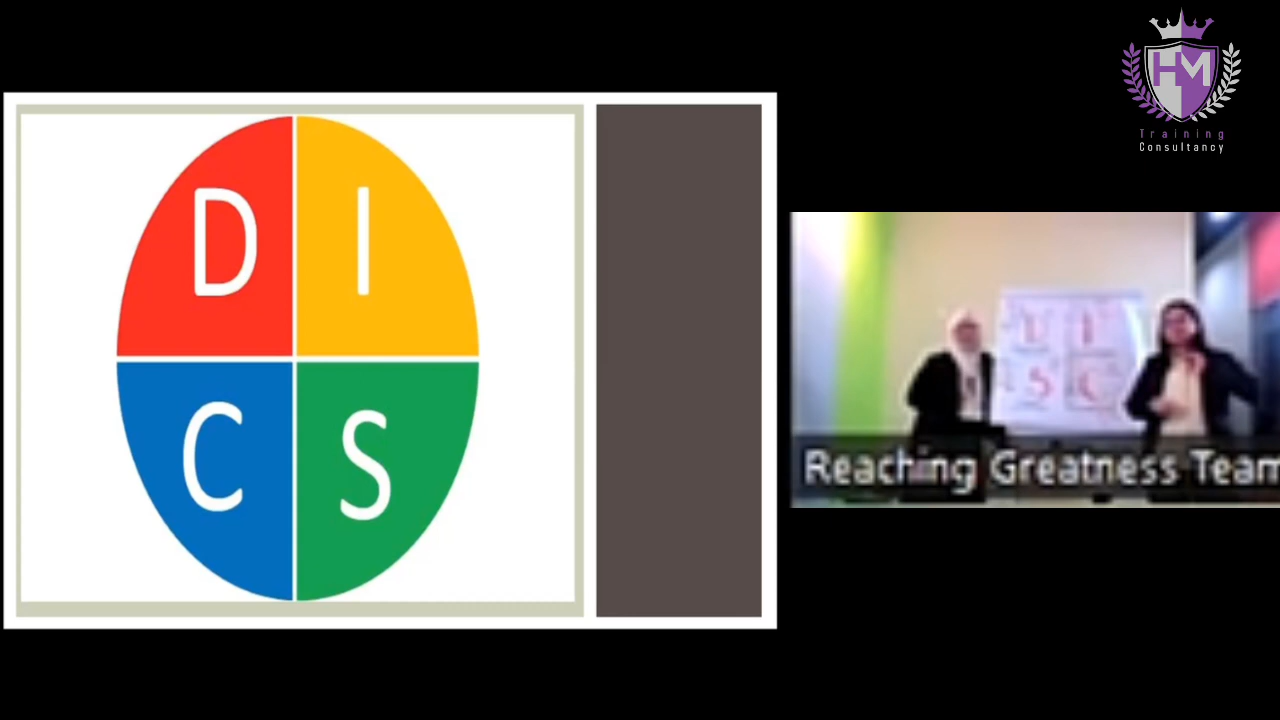 D I
C S
HM
Training
Consultancy
I
S C
Reaching Greatness Team